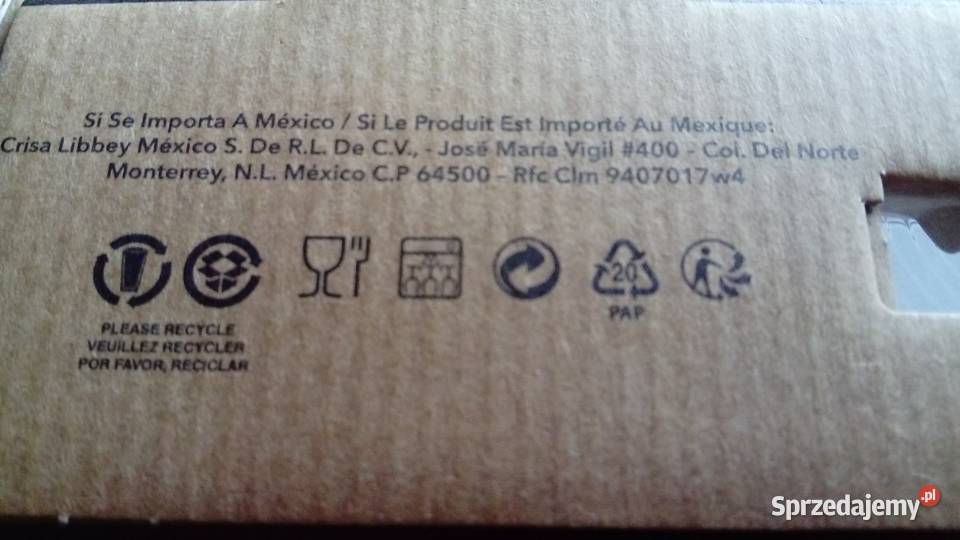 Si Se Importa A México / Si Le Produit Est Importé Au Mexique:
Crisa Libbey México S. De R.L. De C.V., - José María Vigil #400 - Col. Del Norte
Monterrey, N.L. México C.P 64500 - Rfc Clm 9407017w4
20
PAP
PLEASE RECYCLE
VEUILLEZ RECYCLER
POR FAVOR, RECICLAR
Sprzedajemy.pl